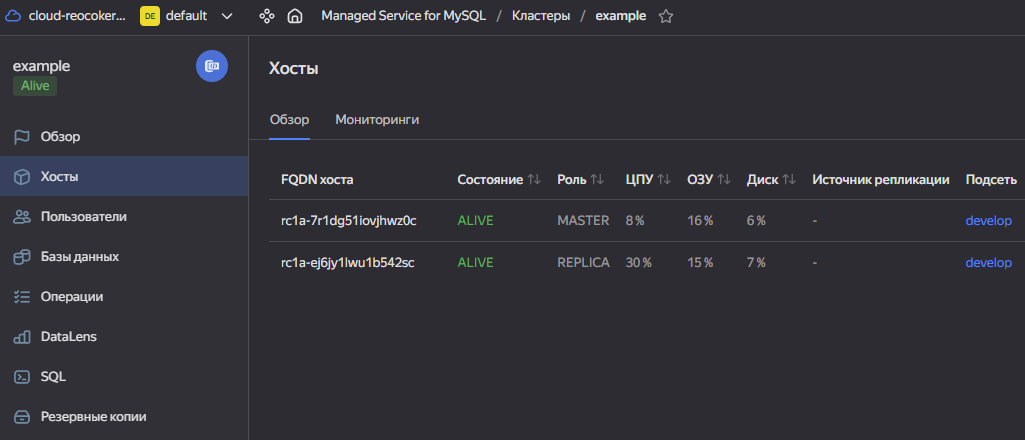 cloud-reocoker... DE default Managed Service for MySQL / Кластеры / example
example
Alive
Обзор
Хосты
Пользователи
Базы данных
Операции
DataLens
SQL
Резервные копии
Хосты
Обзор Мониторинги
FQDN хоста Состояние Роль ЦПУ ОЗУ Диск Источник репликации Подсеть
rc1a-7r1dg51iovjhwz0c ALIVE MASTER 8 % 16 % 6 % - develop
rc1a-ej6jy1lwu1b542sc ALIVE REPLICA 30 % 15 % 7 % - develop